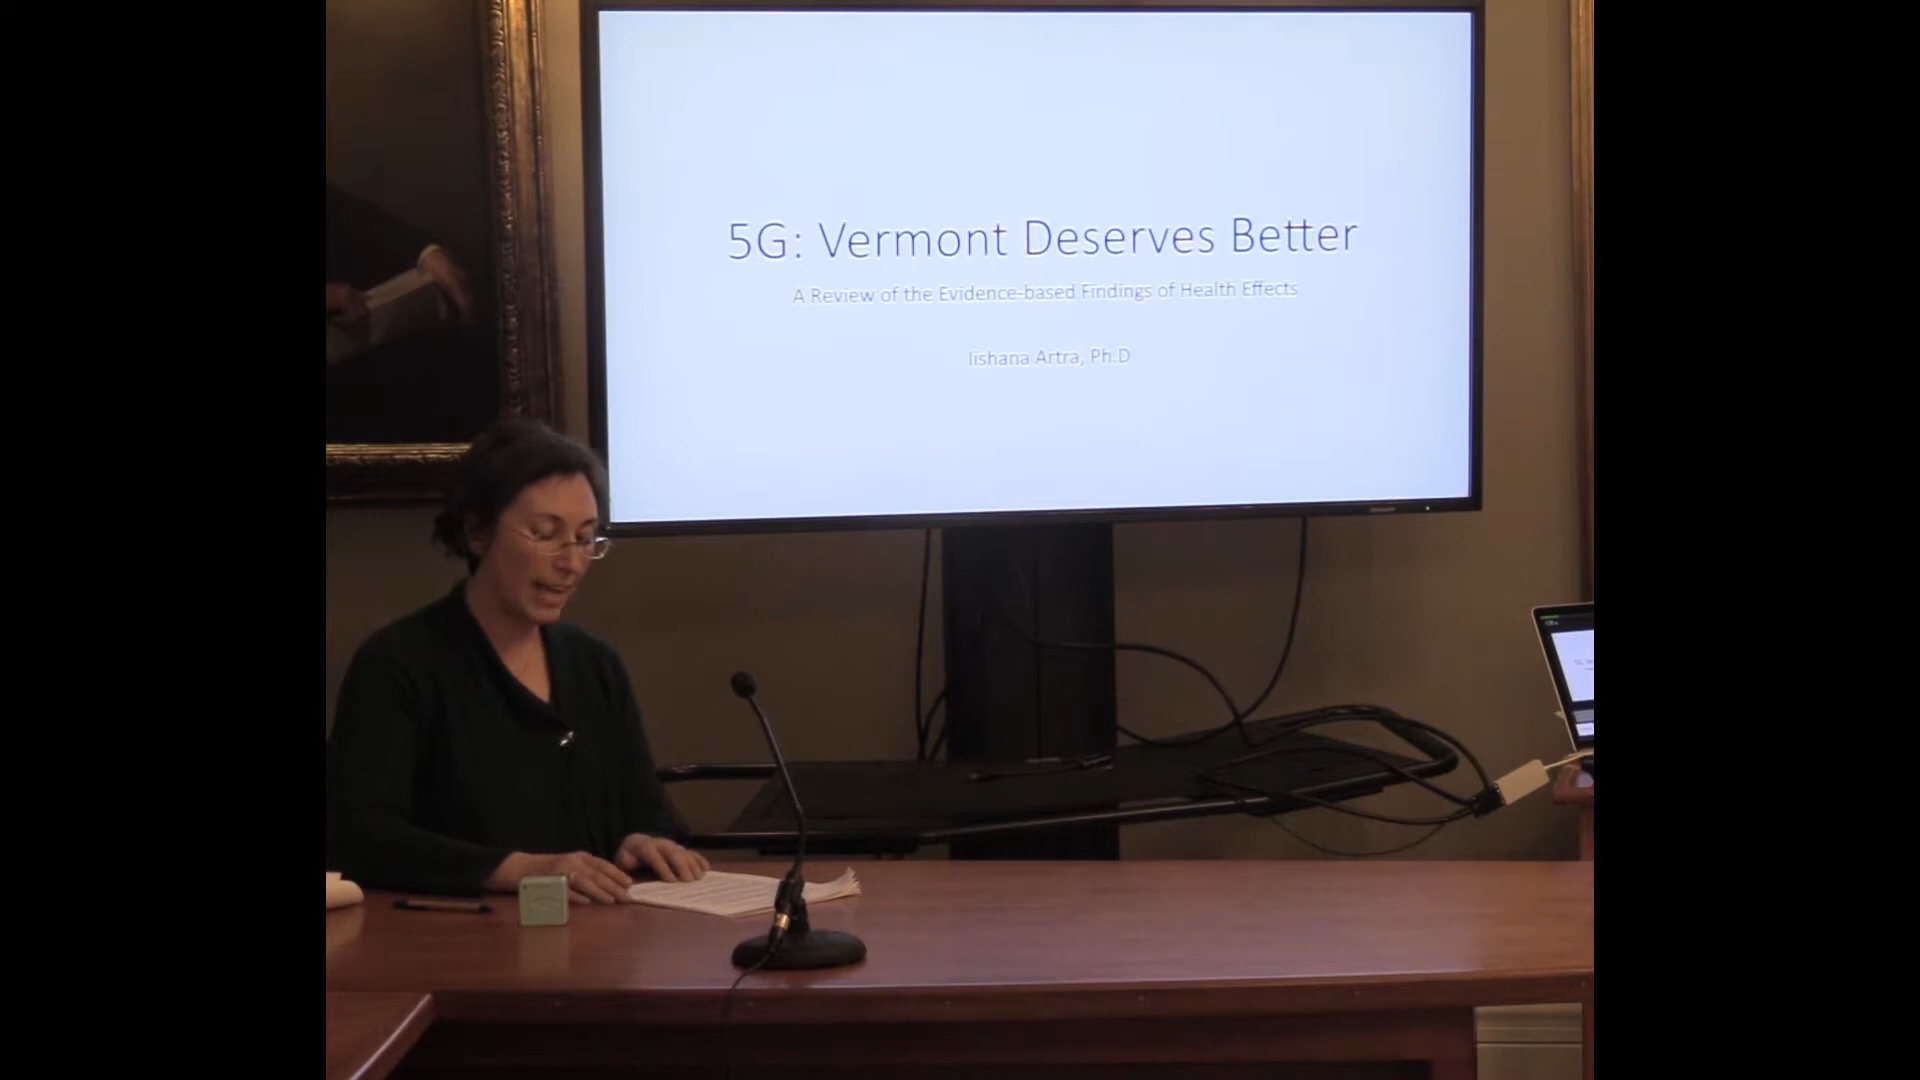 5G: Vermont Deserves Better
A Review of the Evidence-based Findings of Health Effects
Iishana Artra, Ph.D